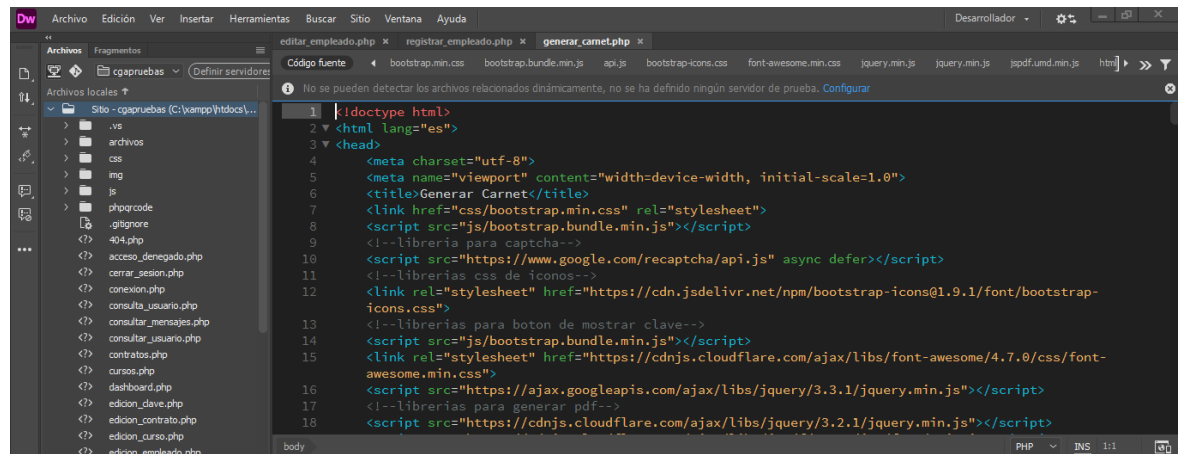 Dw Archivo Edición Ver Insertar Herramientas Buscar Sitio Ventana Ayuda Desarrollador
Archivos Fragmentos
cgapruebas (Definir servidores
Archivos locales
Sitio - cgapruebas (C:\xampp\htdocs\...
.vs
archivos
css
img
js
phpqrcode
.gitignore
404.php
acceso_denegado.php
cerrar_sesion.php
conexion.php
consulta_usuario.php
consultar_mensajes.php
consultar_usuario.php
contratos.php
cursos.php
dashboard.php
edicion_clave.php
edicion_contrato.php
edicion_curso.php
edicion_empleado.php
editar_empleado.php × registrar_empleado.php × generar_carnet.php ×
Código fuente bootstrap.min.css bootstrap.bundle.min.js api.js bootstrap-icons.css font-awesome.min.css jquery.min.js jquery.min.js jspdf.umd.min.js html
No se pueden detectar los archivos relacionados dinámicamente, no se ha definido ningún servidor de prueba. Configurar
1 <!doctype html>
2 <html lang="es">
3 <head>
4 <meta charset="utf-8">
5 <meta name="viewport" content="width=device-width, initial-scale=1.0">
6 <title>Generar Carnet</title>
7 <link href="css/bootstrap.min.css" rel="stylesheet">
8 <script src="js/bootstrap.bundle.min.js"></script>
9 <!--libreria para captcha-->
10 <script src="https://www.google.com/recaptcha/api.js" async defer></script>
11 <!--librerias css de iconos-->
12 <link rel="stylesheet" href="https://cdn.jsdelivr.net/npm/bootstrap-icons@1.9.1/font/bootstrap-
icons.css">
13 <!--librerias para boton de mostrar clave-->
14 <script src="js/bootstrap.bundle.min.js"></script>
15 <link rel="stylesheet" href="https://cdnjs.cloudflare.com/ajax/libs/font-awesome/4.7.0/css/font-
awesome.min.css">
16 <script src="https://ajax.googleapis.com/ajax/libs/jquery/3.3.1/jquery.min.js"></script>
17 <!--librerias para generar pdf-->
18 <script src="https://cdnjs.cloudflare.com/ajax/libs/jquery/3.2.1/jquery.min.js"></script>
body PHP INS 1:1